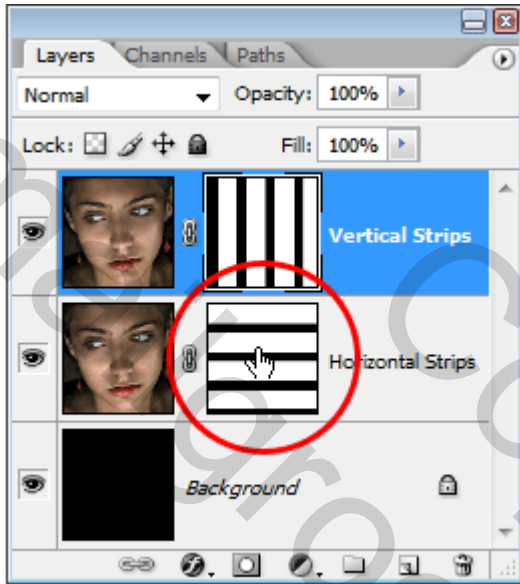 Layers Channels Paths
Normal Opacity: 100%
Lock: Fill: 100%
Vertical Strips
Horizontal Strips
Background